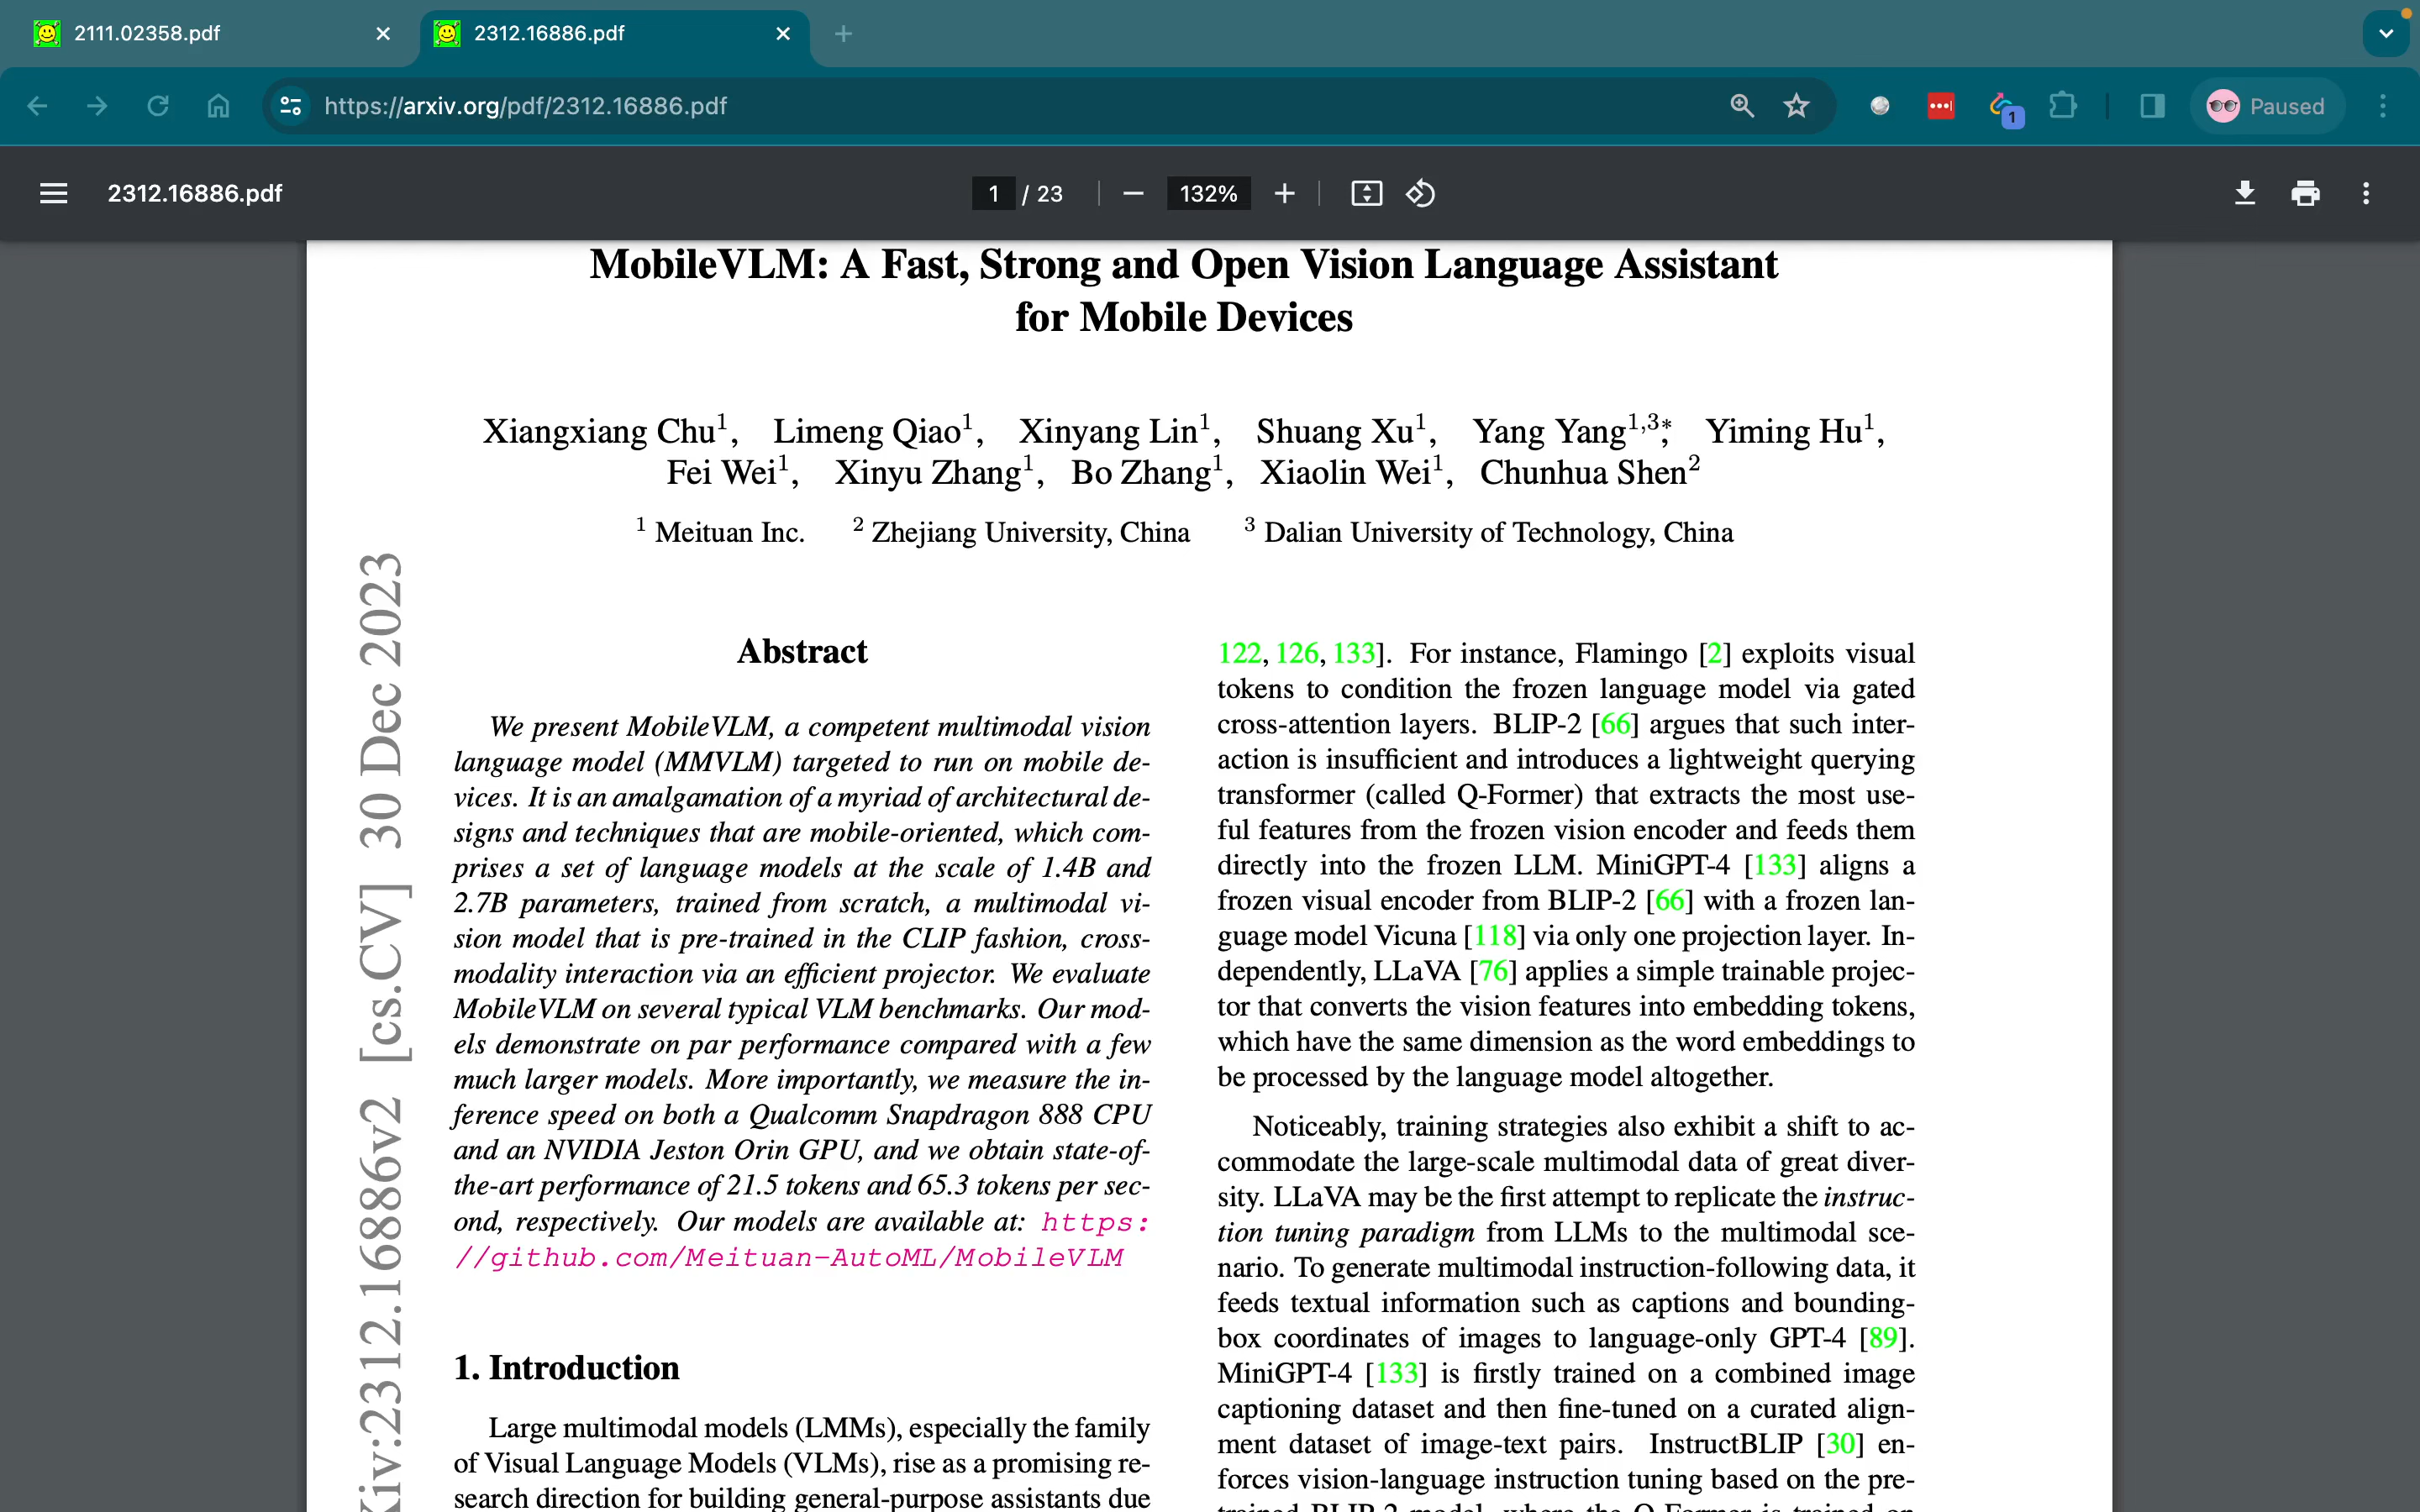 2111.02358.pdf
2312.16886.pdf
https://arxiv.org/pdf/2312.16886.pdf
1
Paused
2312.16886.pdf
1 / 23
132%
MobileVLM: A Fast, Strong and Open Vision Language Assistant
for Mobile Devices
Xiangxiang Chu1, Limeng Qiao1, Xinyang Lin1, Shuang Xu1, Yang Yang1,3*, Yiming Hu1,
Fei Wei1, Xinyu Zhang1, Bo Zhang1, Xiaolin Wei1, Chunhua Shen2
1 Meituan Inc. 2 Zhejiang University, China 3 Dalian University of Technology, China
Xiv:2312.16886v2 [cs.CV] 30 Dec 2023
Abstract
We present MobileVLM, a competent multimodal vision
language model (MMVLM) targeted to run on mobile de-
vices. It is an amalgamation of a myriad of architectural de-
signs and techniques that are mobile-oriented, which com-
prises a set of language models at the scale of 1.4B and
2.7B parameters, trained from scratch, a multimodal vi-
sion model that is pre-trained in the CLIP fashion, cross-
modality interaction via an efficient projector. We evaluate
MobileVLM on several typical VLM benchmarks. Our mod-
els demonstrate on par performance compared with a few
much larger models. More importantly, we measure the in-
ference speed on both a Qualcomm Snapdragon 888 CPU
and an NVIDIA Jeston Orin GPU, and we obtain state-of-
the-art performance of 21.5 tokens and 65.3 tokens per sec-
ond, respectively. Our models are available at: https:
//github.com/Meituan-AutoML/MobileVLM
1. Introduction
Large multimodal models (LMMs), especially the family
of Visual Language Models (VLMs), rise as a promising re-
search direction for building general-purpose assistants due
122, 126, 133]. For instance, Flamingo [2] exploits visual
tokens to condition the frozen language model via gated
cross-attention layers. BLIP-2 [66] argues that such inter-
action is insufficient and introduces a lightweight querying
transformer (called Q-Former) that extracts the most use-
ful features from the frozen vision encoder and feeds them
directly into the frozen LLM. MiniGPT-4 [133] aligns a
frozen visual encoder from BLIP-2 [66] with a frozen lan-
guage model Vicuna [118] via only one projection layer. In-
dependently, LLaVA [76] applies a simple trainable projec-
tor that converts the vision features into embedding tokens,
which have the same dimension as the word embeddings to
be processed by the language model altogether.
Noticeably, training strategies also exhibit a shift to ac-
commodate the large-scale multimodal data of great diver-
sity. LLaVA may be the first attempt to replicate the instruc-
tion tuning paradigm from LLMs to the multimodal sce-
nario. To generate multimodal instruction-following data, it
feeds textual information such as captions and bounding-
box coordinates of images to language-only GPT-4 [89].
MiniGPT-4 [133] is firstly trained on a combined image
captioning dataset and then fine-tuned on a curated align-
ment dataset of image-text pairs. InstructBLIP [30] en-
forces vision-language instruction tuning based on the pre-
trained BLIP-2 model, where the Q-Former is trained on